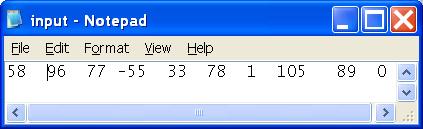 input - Notepad
File Edit Format View Help
58 96 77 -55 33 78 1 105 89 0